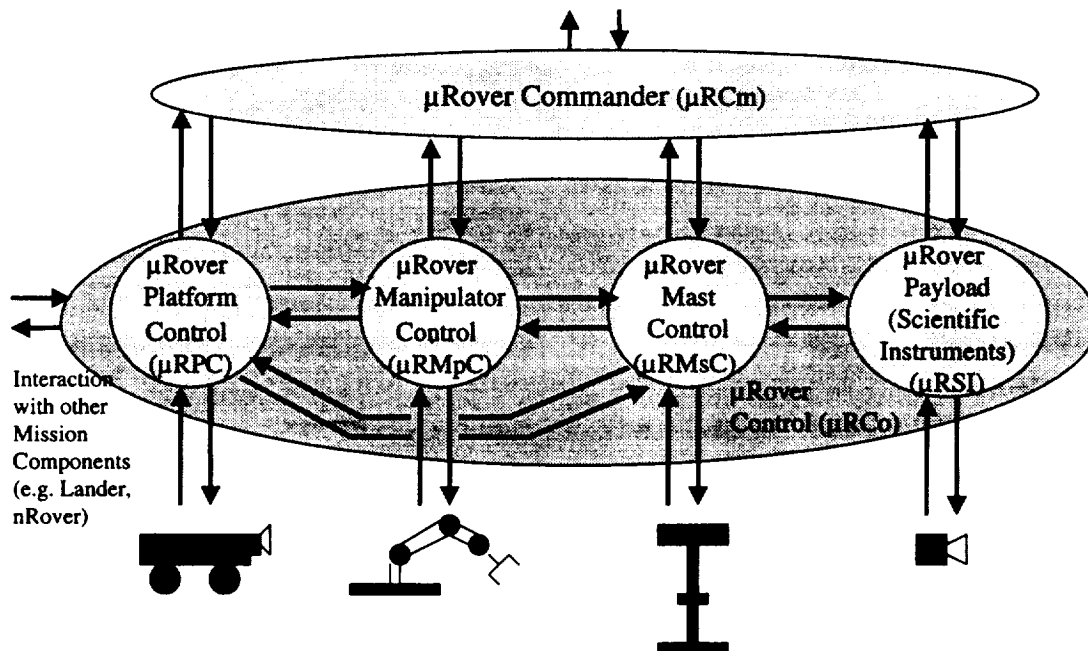 µRover Commander (µRCm)
µRover
Platform
Control
(µRPC)
µRover
Manipulator
Control
(µRMpC)
µRover
Mast
Control
(µRMsC)
µRover
Payload
(Scientific
Instruments)
(µRSI)
µRover
Control (µRCo)
Interaction
with other
Mission
Components
(e.g. Lander,
nRover)